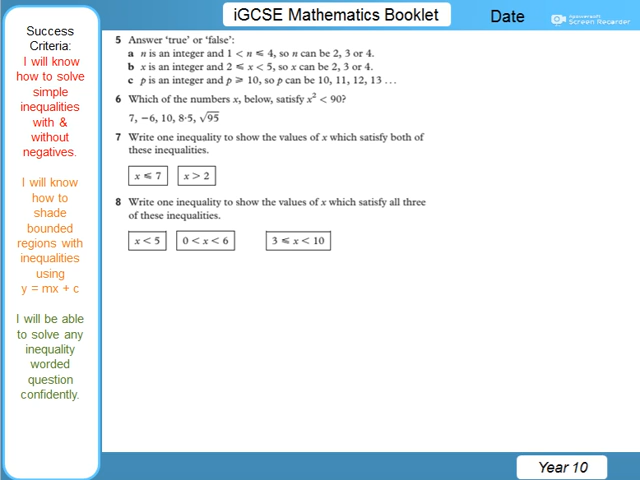 iGCSE Mathematics Booklet
Date
Apowersoft
Screen Recorder
Success
Criteria:
I will know
how to solve
simple
inequalities
with &
without
negatives.
I will know
how to
shade
bounded
regions with
inequalities
using
y = mx + c
I will be able
to solve any
inequality
worded
question
confidently.
5 Answer ‘true’ or ‘false’:
a n is an integer and 1 < n ⩽ 4, so n can be 2, 3 or 4.
b x is an integer and 2 ⩽ x < 5, so x can be 2, 3 or 4.
c p is an integer and p ⩾ 10, so p can be 10, 11, 12, 13 …
6 Which of the numbers x, below, satisfy x² < 90?
7, −6, 10, 8·5, √95
7 Write one inequality to show the values of x which satisfy both of
these inequalities.
x ⩽ 7 x > 2
8 Write one inequality to show the values of x which satisfy all three
of these inequalities.
x < 5 0 < x < 6 3 ⩽ x < 10
Year 10